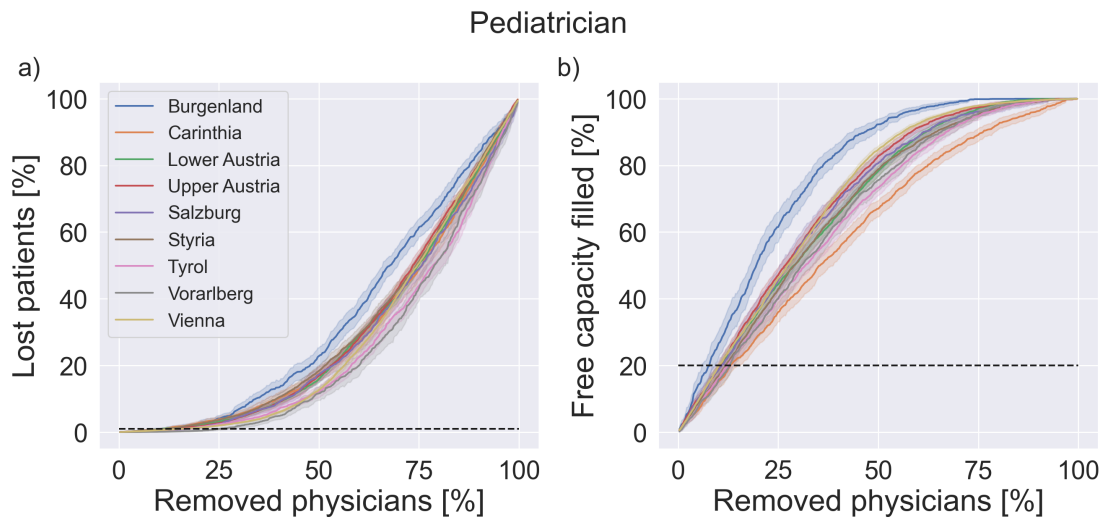 Pediatrician
a)
Lost patients [%]
100
80
60
40
20
0
Burgenland
Carinthia
Lower Austria
Upper Austria
Salzburg
Styria
Tyrol
Vorarlberg
Vienna
0 25 50 75 100
Removed physicians [%]
b)
Free capacity filled [%]
100
80
60
40
20
0
0 25 50 75 100
Removed physicians [%]